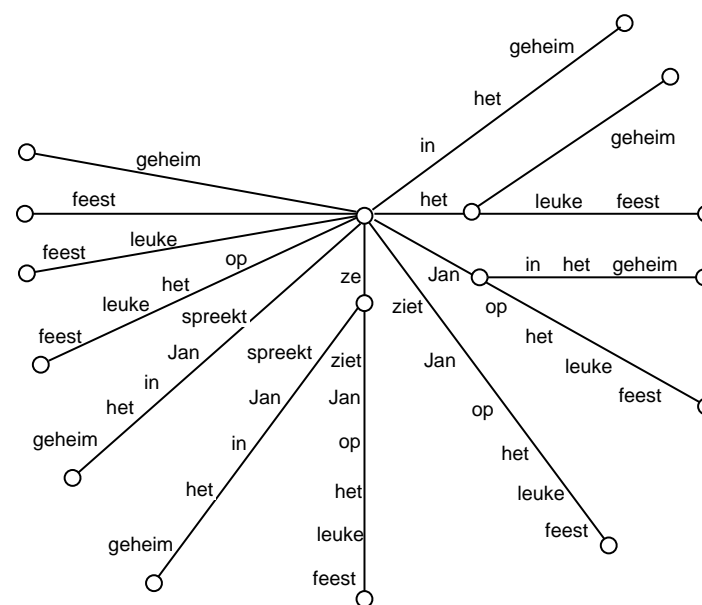 geheim
het
in
geheim
geheim
feest
het
leuke
feest
leuke
feest
op
het
leuke
feest
spreekt
Jan
in
het
geheim
ze
spreekt
Jan
in
het
geheim
ziet
Jan
op
het
leuke
feest
ziet
Jan
op
het
leuke
feest
Jan
in
het
geheim
op
het
leuke
feest